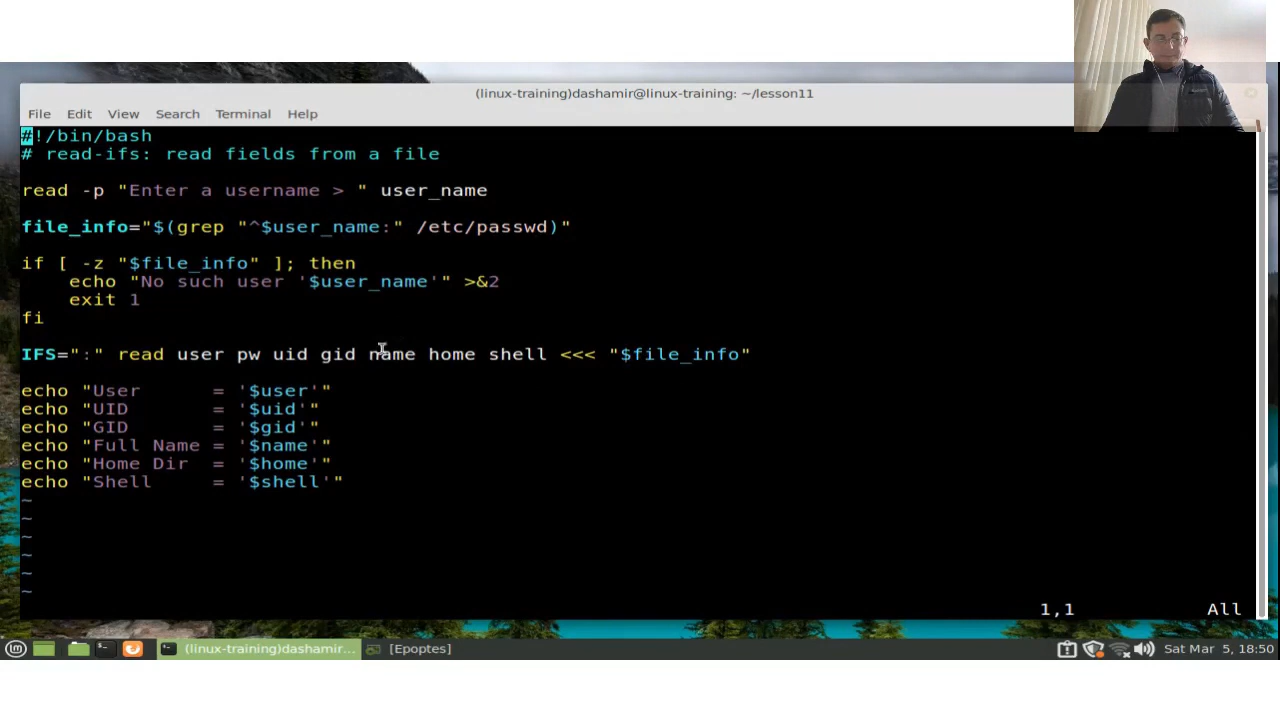 (linux-training)dashamir@linux-training: ~/lesson11
File Edit View Search Terminal Help
#!/bin/bash
# read-ifs: read fields from a file
read -p "Enter a username > " user_name
file_info="$(grep "^$user_name:" /etc/passwd)"
if [ -z "$file_info" ]; then
    echo "No such user '$user_name'" >&2
    exit 1
fi
IFS=":" read user pw uid gid name home shell <<< "$file_info"
echo "User      = '$user'"
echo "UID       = '$uid'"
echo "GID       = '$gid'"
echo "Full Name = '$name'"
echo "Home Dir  = '$home'"
echo "Shell     = '$shell'"
~
~
~
~
~
~
1,1 All
(linux-training)dashamir... [Epoptes] Sat Mar 5, 18:50